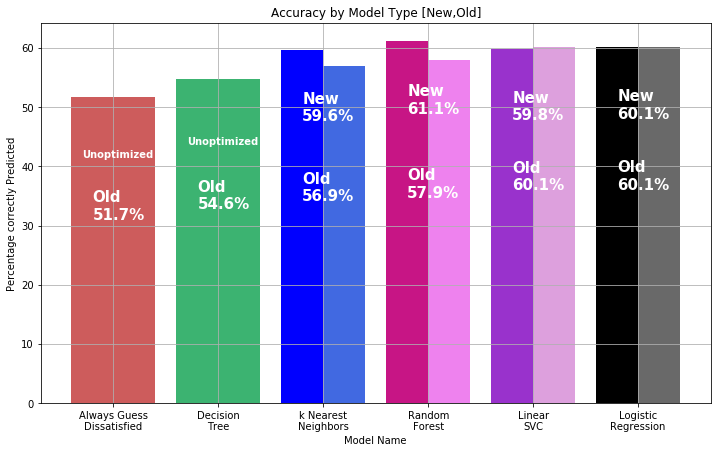 Accuracy by Model Type [New,Old]
Percentage correctly Predicted
60
50
40
30
20
10
0
Unoptimized
Old
51.7%
Unoptimized
Old
54.6%
New
59.6%
Old
56.9%
New
61.1%
Old
57.9%
New
59.8%
Old
60.1%
New
60.1%
Old
60.1%
Always Guess
Dissatisfied
Decision
Tree
k Nearest
Neighbors
Random
Forest
Linear
SVC
Logistic
Regression
Model Name